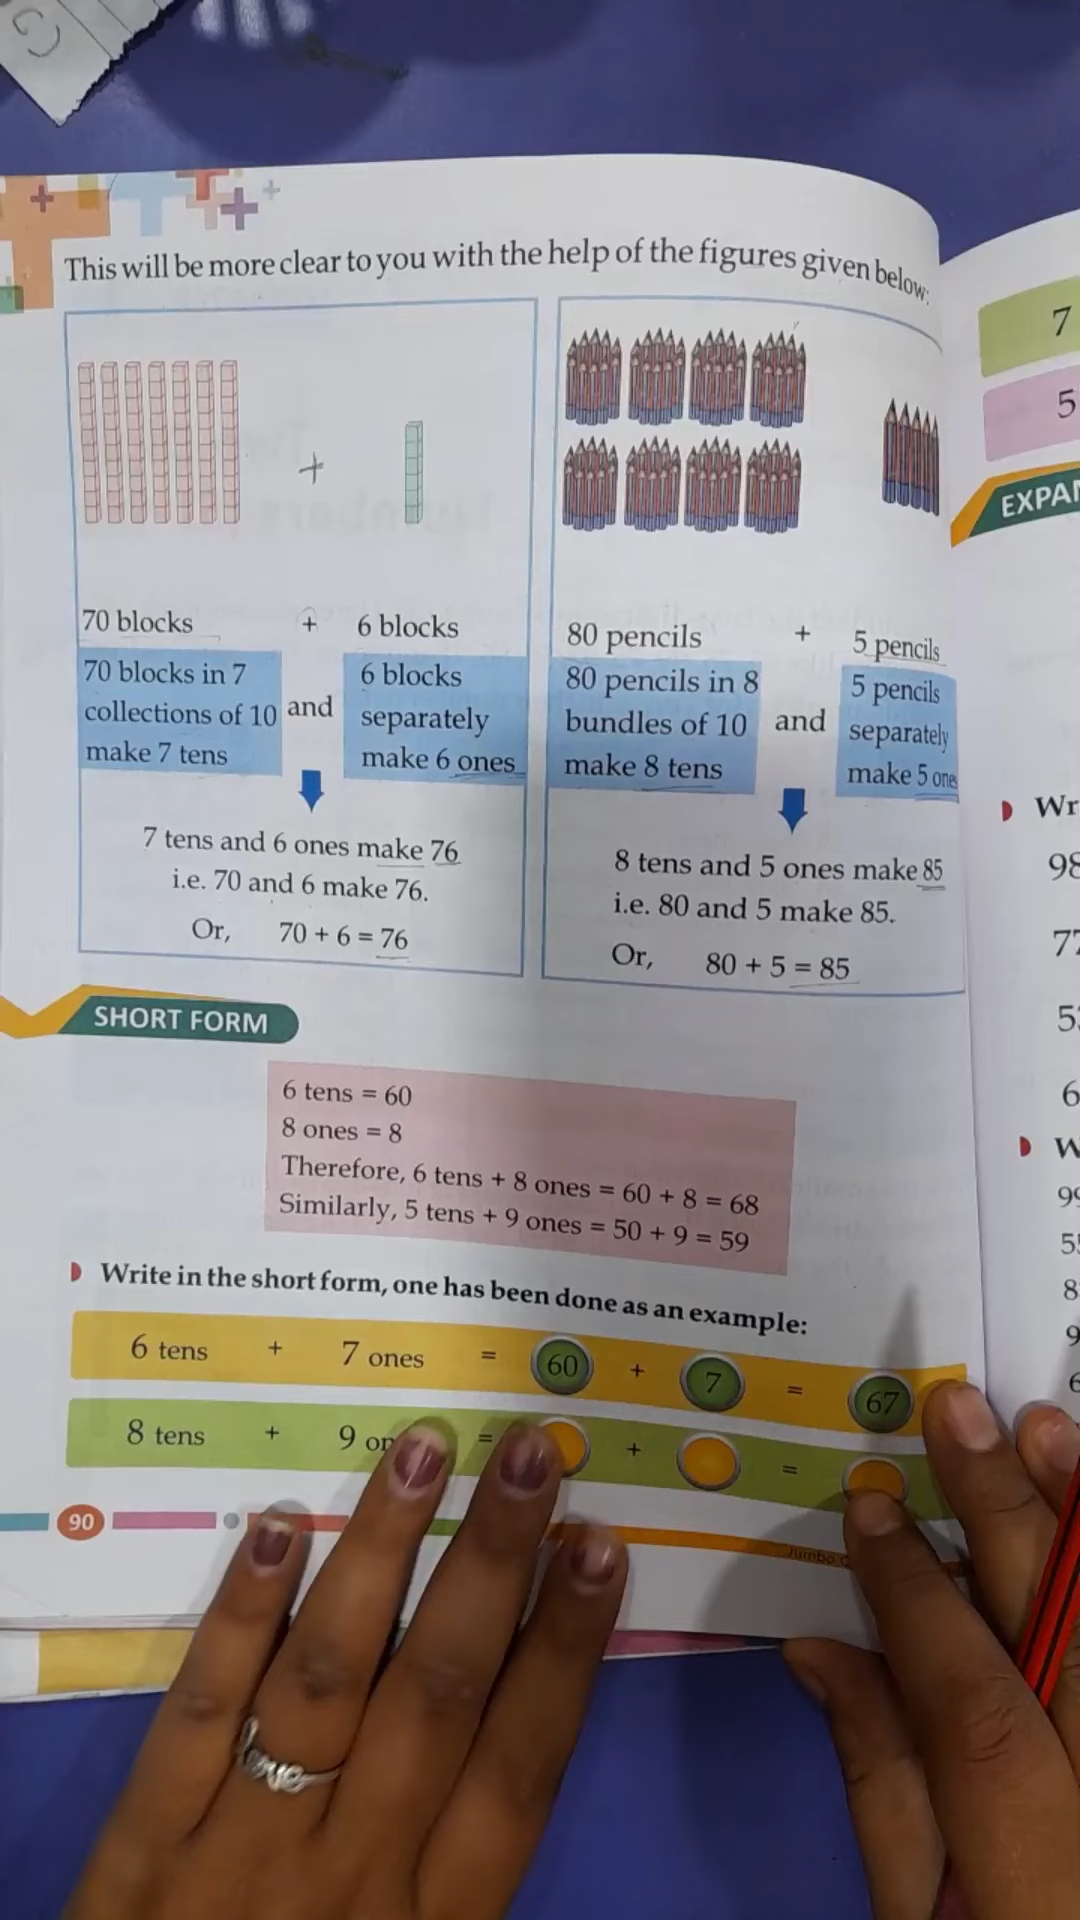 This will be more clear to you with the help of the figures given below:
+
70 blocks + 6 blocks
70 blocks in 7
collections of 10
make 7 tens
and
6 blocks
separately
make 6 ones
7 tens and 6 ones make 76
i.e. 70 and 6 make 76.
Or, 70 + 6 = 76
80 pencils + 5 pencils
80 pencils in 8
bundles of 10
make 8 tens
and
5 pencils
separately
make 5 ones
8 tens and 5 ones make 85
i.e. 80 and 5 make 85.
Or, 80 + 5 = 85
SHORT FORM
6 tens = 60
8 ones = 8
Therefore, 6 tens + 8 ones = 60 + 8 = 68
Similarly, 5 tens + 9 ones = 50 + 9 = 59
Write in the short form, one has been done as an example:
6 tens + 7 ones = 60 + 7 = 67
8 tens + 9 on = + =
90
Jumbo
7
5
EXPA
Wr
98
77
6
W
8
love